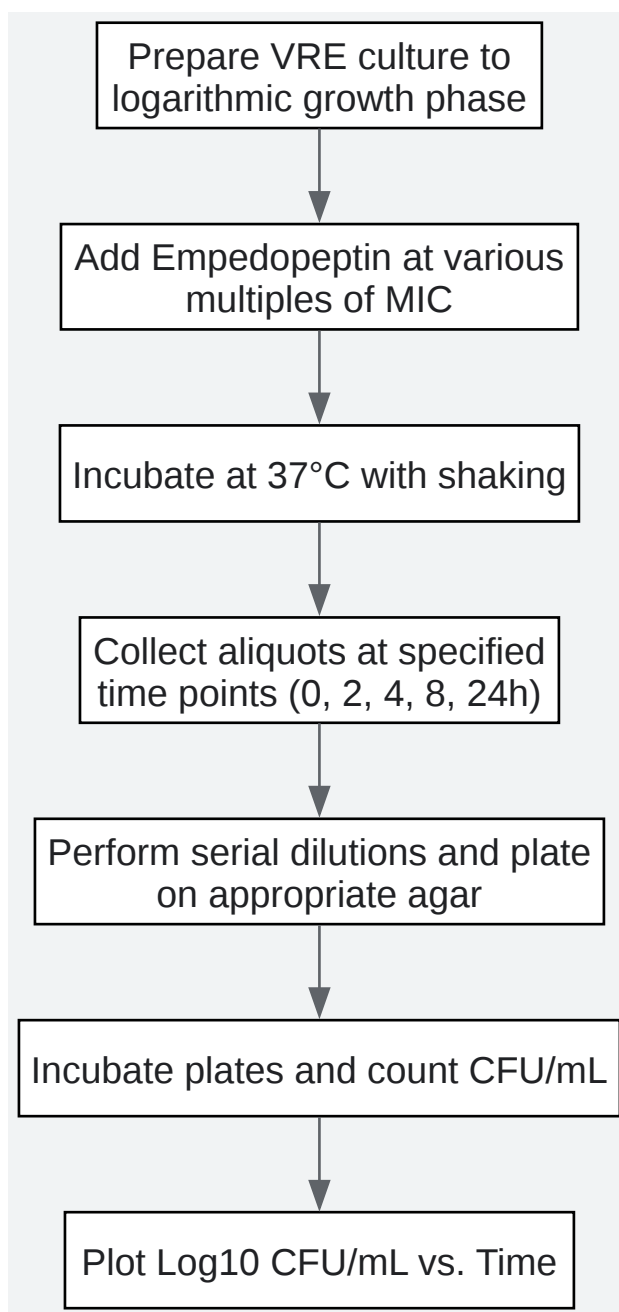 Prepare VRE culture to
logarithmic growth phase
Add Empedopeptin at various
multiples of MIC
Incubate at 37°C with shaking
Collect aliquots at specified
time points (0, 2, 4, 8, 24h)
Perform serial dilutions and plate
on appropriate agar
Incubate plates and count CFU/mL
Plot Log10 CFU/mL vs. Time